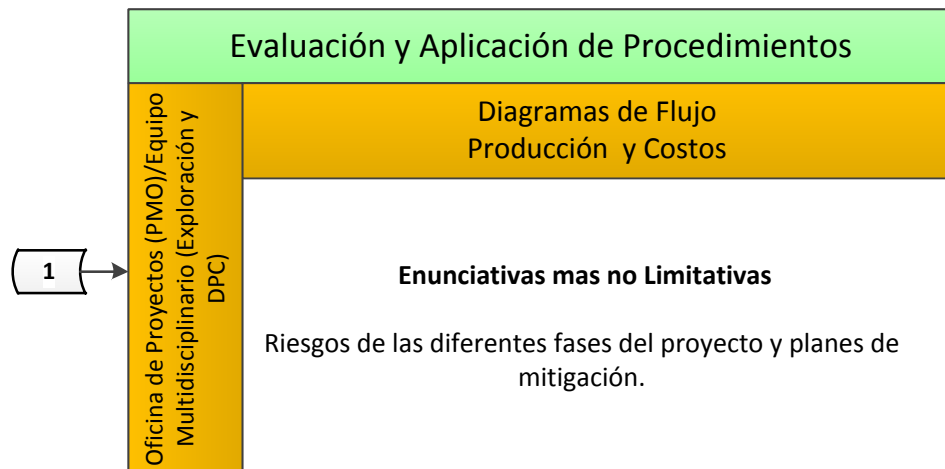 Evaluación y Aplicación de Procedimientos
Diagramas de Flujo
Producción y Costos
Oficina de Proyectos (PMO)/Equipo
Multidisciplinario (Exploración y
DPC)
1
Enunciativas mas no Limitativas
Riesgos de las diferentes fases del proyecto y planes de
mitigación.